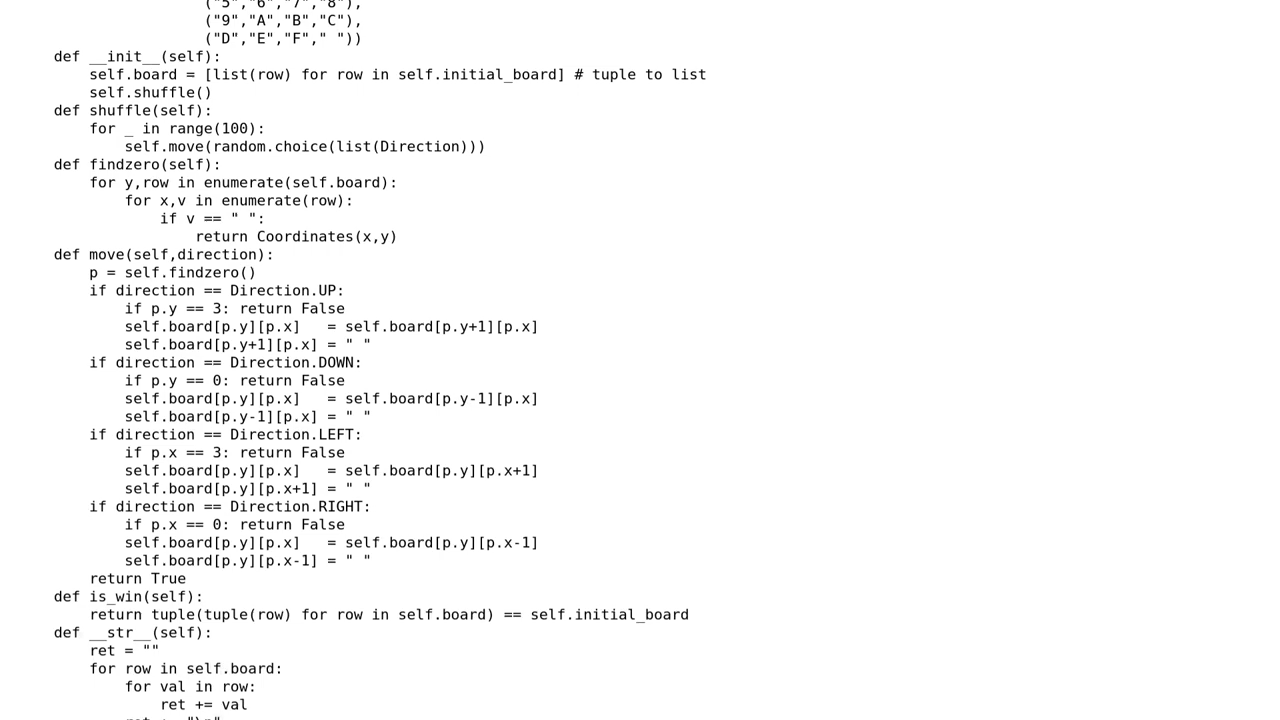 ("5","6","7","8"),
("9","A","B","C"),
("D","E","F"," "))
def __init__(self):
self.board = [list(row) for row in self.initial_board] # tuple to list
self.shuffle()
def shuffle(self):
for _ in range(100):
self.move(random.choice(list(Direction)))
def findzero(self):
for y,row in enumerate(self.board):
for x,v in enumerate(row):
if v == " ":
return Coordinates(x,y)
def move(self,direction):
p = self.findzero()
if direction == Direction.UP:
if p.y == 3: return False
self.board[p.y][p.x]   = self.board[p.y+1][p.x]
self.board[p.y+1][p.x] = " "
if direction == Direction.DOWN:
if p.y == 0: return False
self.board[p.y][p.x]   = self.board[p.y-1][p.x]
self.board[p.y-1][p.x] = " "
if direction == Direction.LEFT:
if p.x == 3: return False
self.board[p.y][p.x]   = self.board[p.y][p.x+1]
self.board[p.y][p.x+1] = " "
if direction == Direction.RIGHT:
if p.x == 0: return False
self.board[p.y][p.x]   = self.board[p.y][p.x-1]
self.board[p.y][p.x-1] = " "
return True
def is_win(self):
return tuple(tuple(row) for row in self.board) == self.initial_board
def __str__(self):
ret = ""
for row in self.board:
for val in row:
ret += val